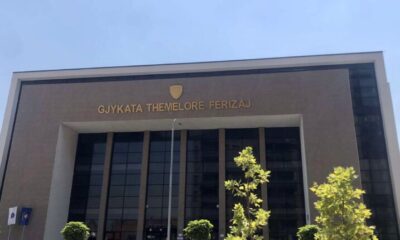 GJYKATA THEMELORE FERIZAJ